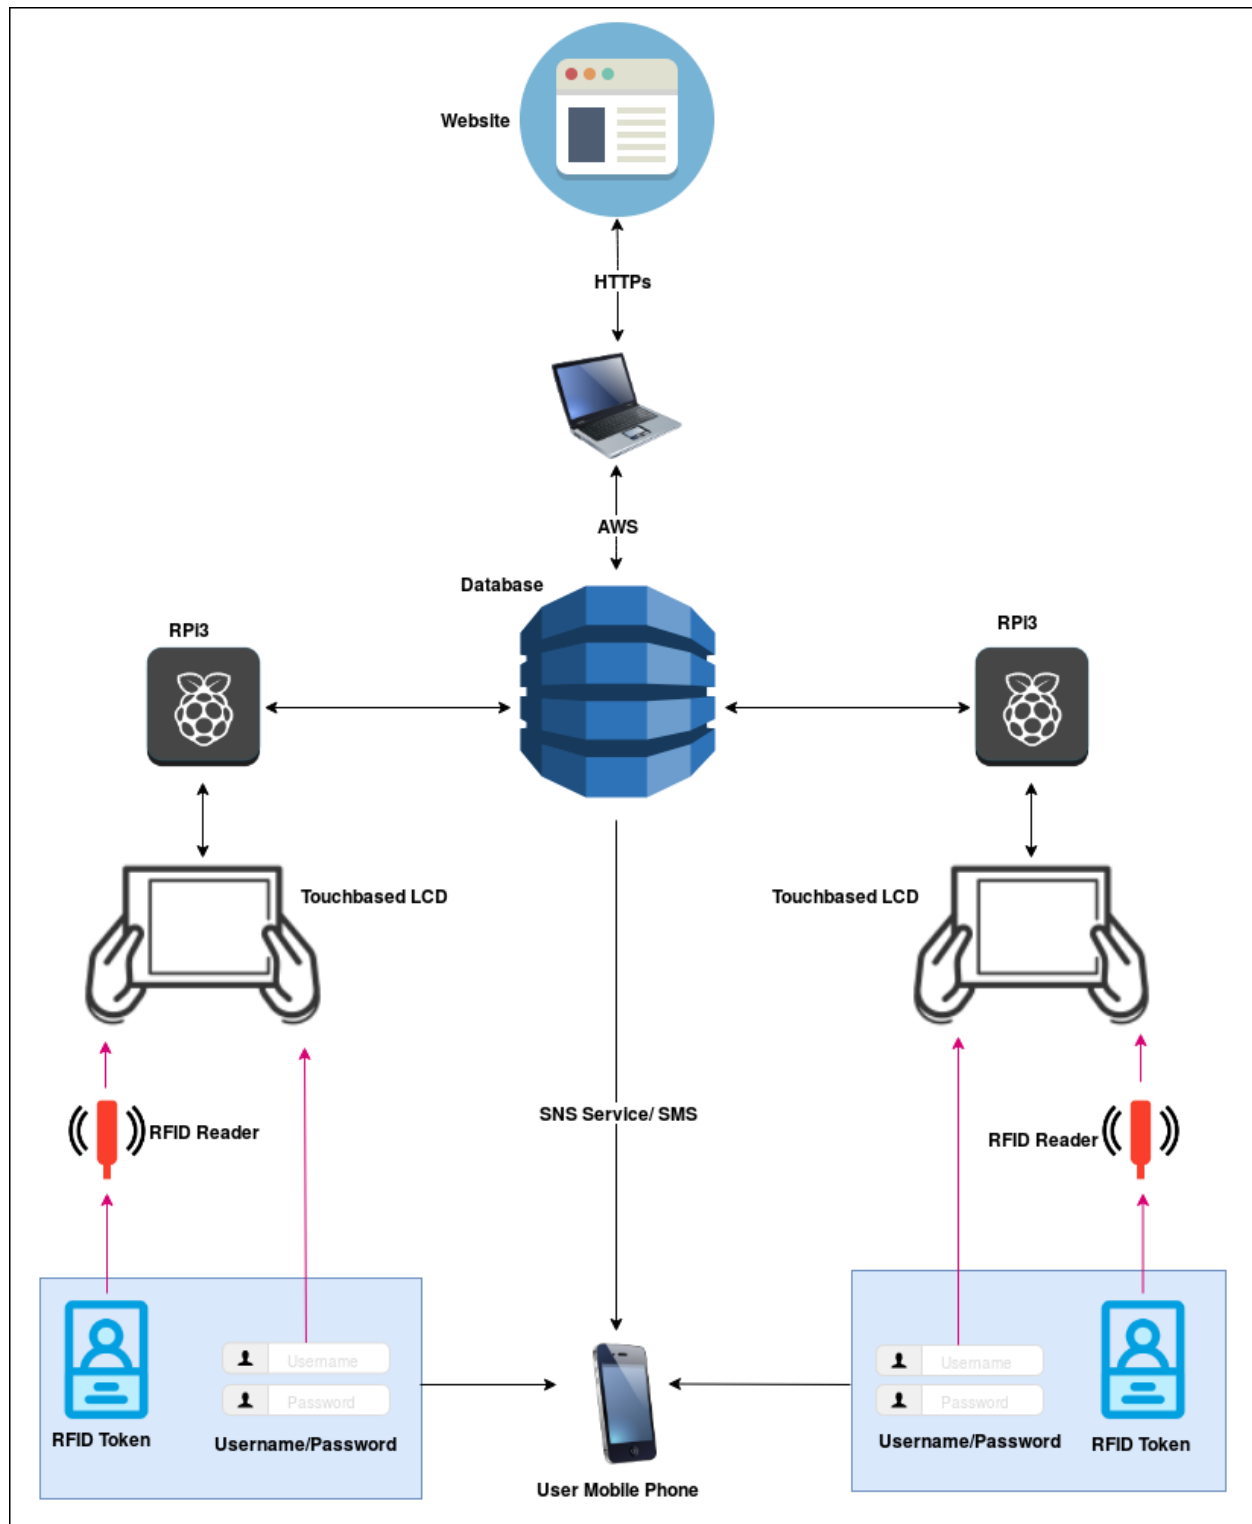 Website
HTTPs
AWS
Database
RPI3
RPI3
Touchbased LCD
Touchbased LCD
SNS Service/ SMS
RFID Reader
RFID Reader
Username
Password
Username
Password
RFID Token
Username/Password
Username/Password
RFID Token
User Mobile Phone